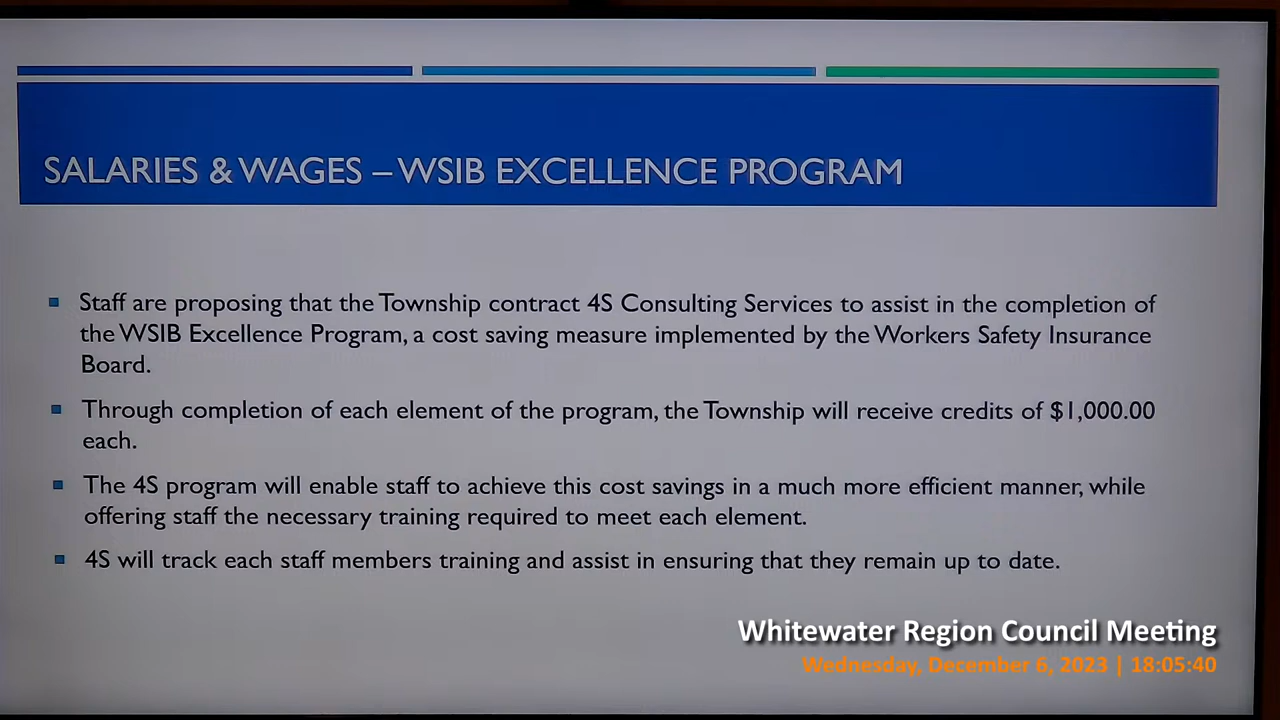 SALARIES & WAGES – WSIB EXCELLENCE PROGRAM
Staff are proposing that the Township contract 4S Consulting Services to assist in the completion of
the WSIB Excellence Program, a cost saving measure implemented by the Workers Safety Insurance
Board.
Through completion of each element of the program, the Township will receive credits of $1,000.00
each.
The 4S program will enable staff to achieve this cost savings in a much more efficient manner, while
offering staff the necessary training required to meet each element.
4S will track each staff members training and assist in ensuring that they remain up to date.
Whitewater Region Council Meeting
Wednesday, December 6, 2023 | 18:05:40